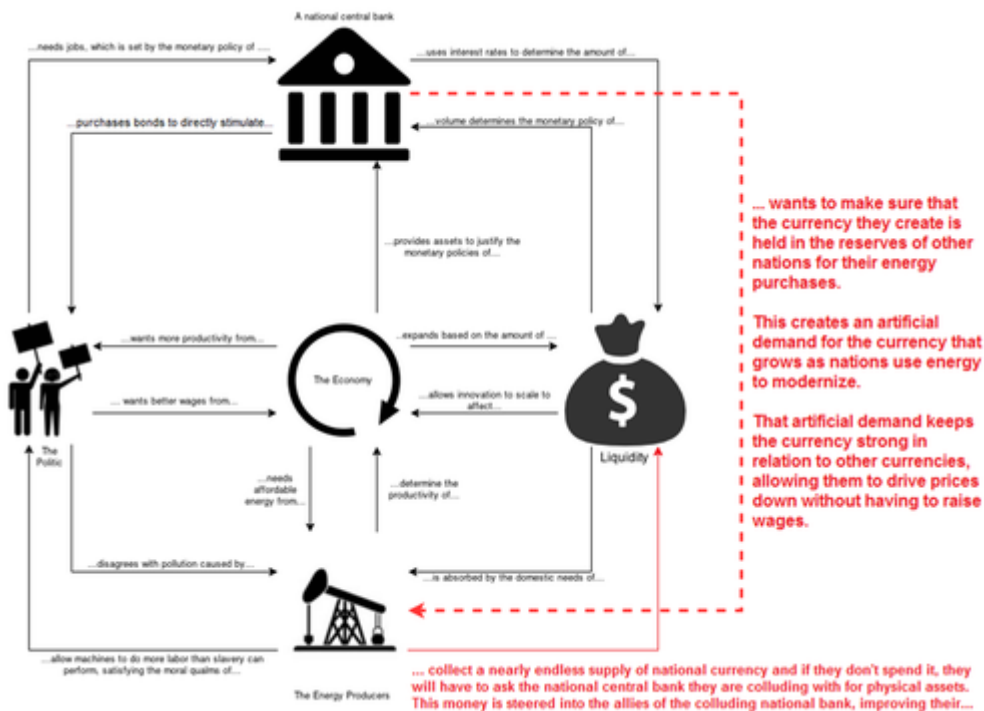 A national central bank
...needs jobs, which is set by the monetary policy of ....
...uses interest rates to determine the amount of...
...purchases bonds to directly stimulate...
...volume determines the monetary policy of...
... wants to make sure that
the currency they create is
held in the reserves of other
nations for their energy
purchases.
This creates an artificial
demand for the currency that
grows as nations use energy
to modernize.
That artificial demand keeps
the currency strong in
relation to other currencies,
allowing them to drive prices
down without having to raise
wages.
...provides assets to justify the
monetary policies of...
...wants more productivity from...
...expands based on the amount of ...
The Economy
... wants better wages from...
...allows innovation to scale to
affect...
$
The
Politic
Liquidity
...needs
affordable
energy from...
...determine the
productivity of...
...disagrees with pollution caused by....
...is absorbed by the domestic needs of...
...allow machines to do more labor than slavery can
perform, satisfying the moral qualms of...
The Energy Producers
... collect a nearly endless supply of national currency and if they don't spend it, they
will have to ask the national central bank they are colluding with for physical assets.
This money is steered into the allies of the colluding national bank, improving their...